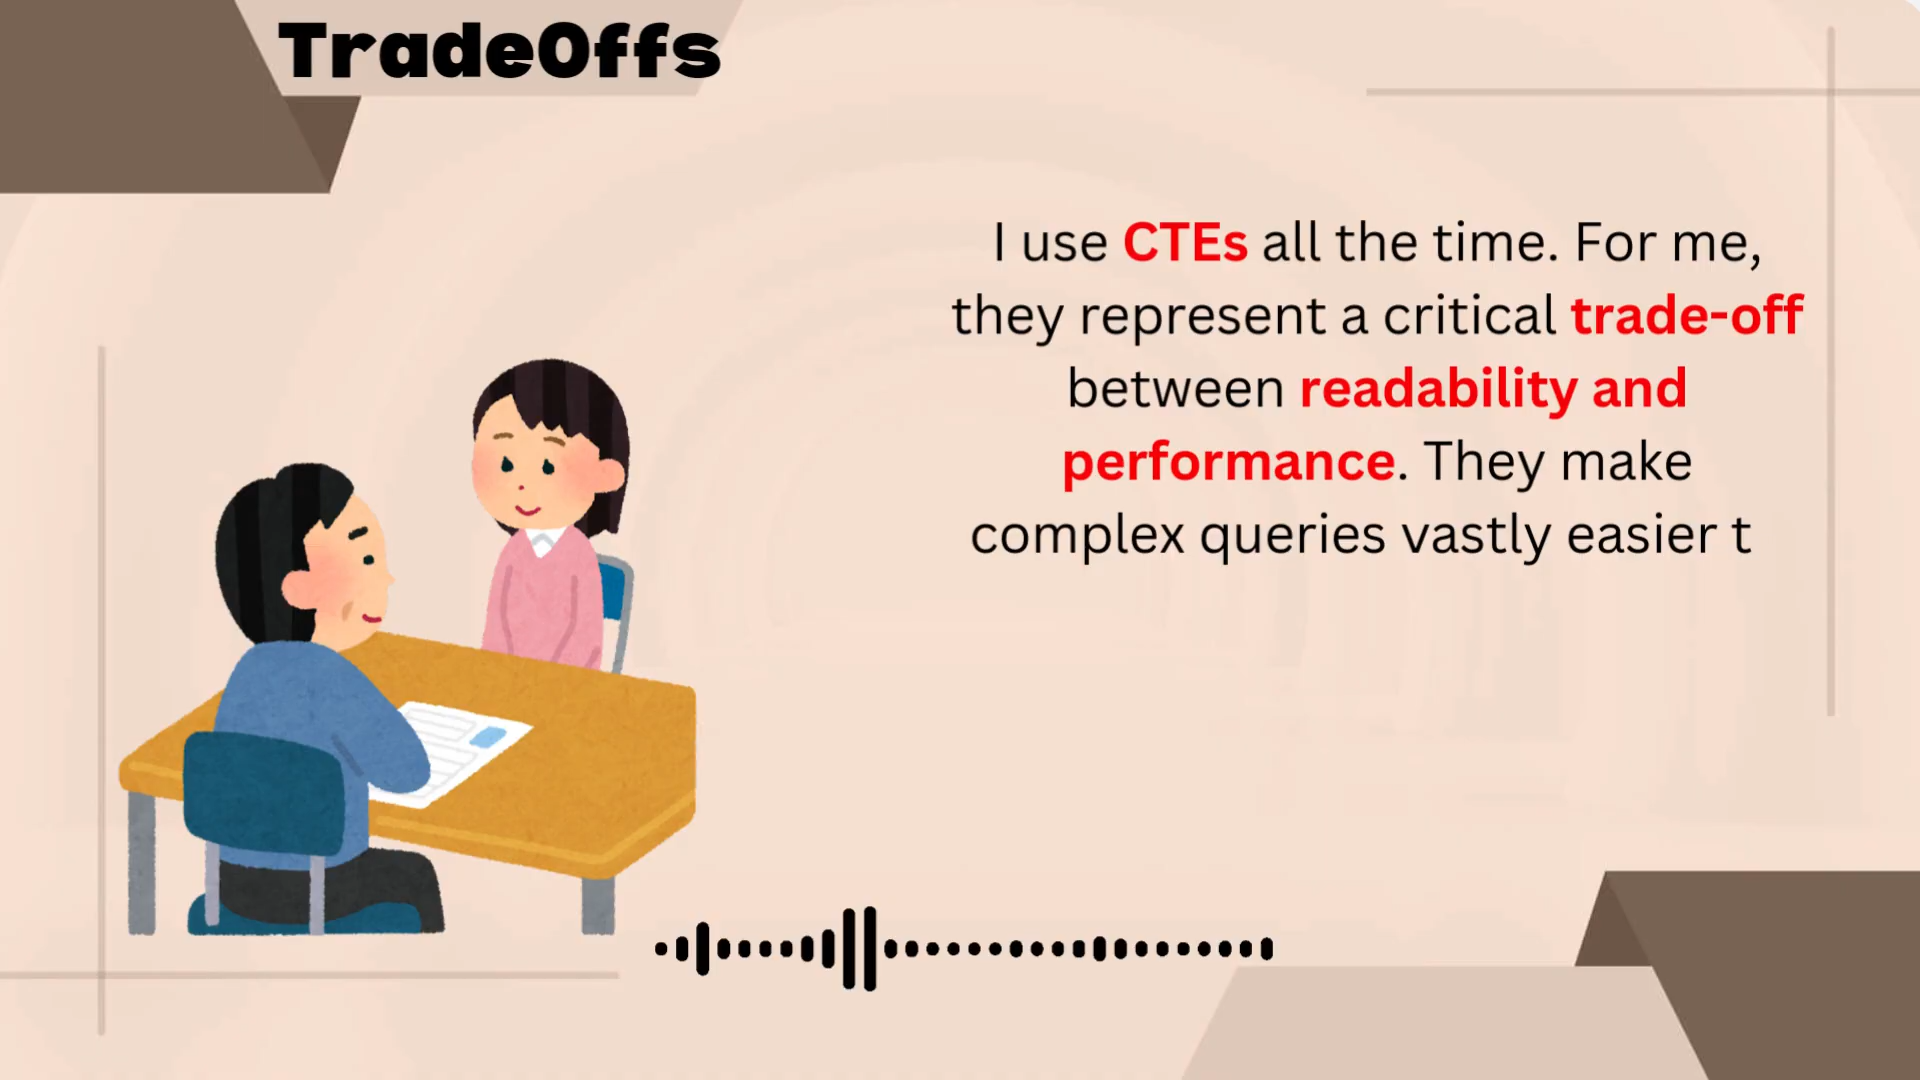 TradeOffs
I use CTEs all the time. For me,
they represent a critical trade-off
between readability and
performance. They make
complex queries vastly easier t